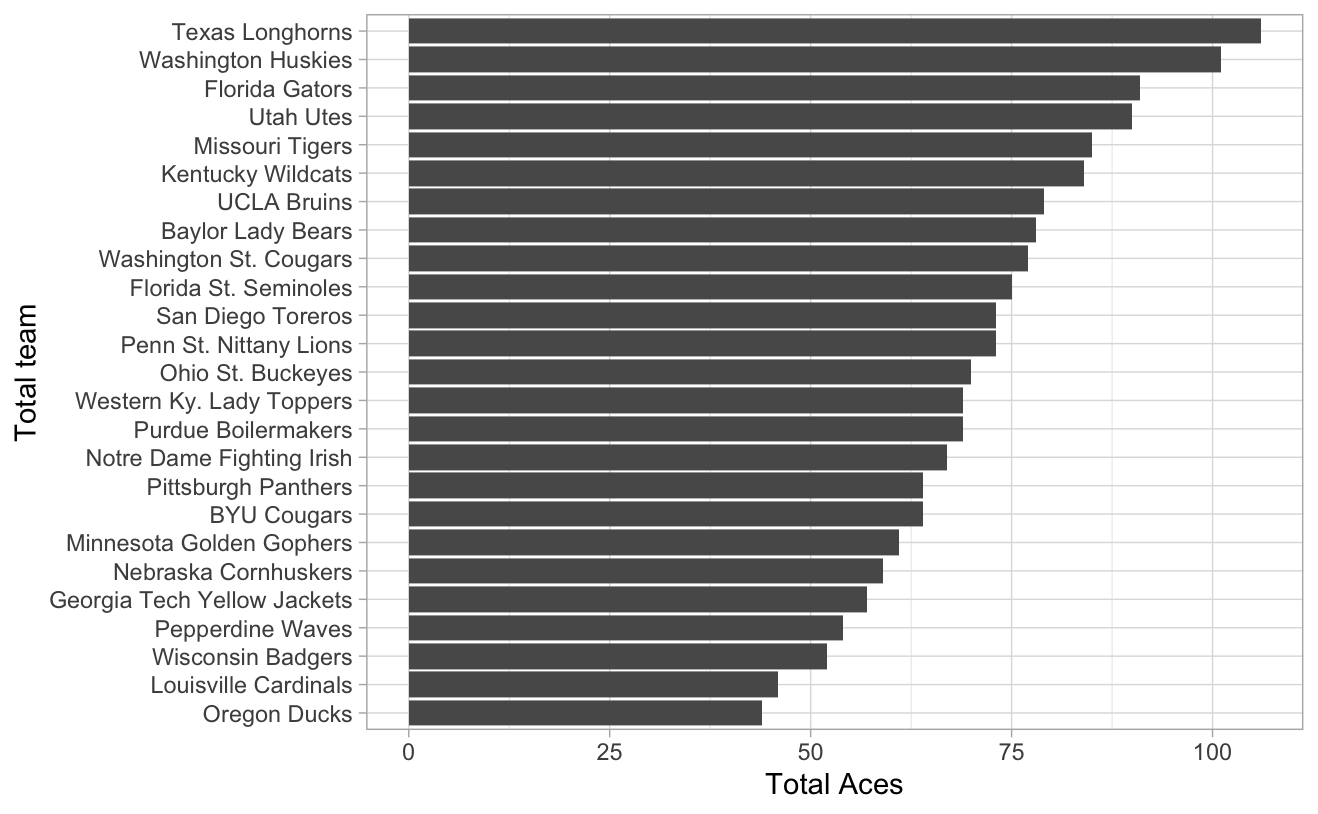 Texas Longhorns
Washington Huskies
Florida Gators
Utah Utes
Missouri Tigers
Kentucky Wildcats
UCLA Bruins
Baylor Lady Bears
Washington St. Cougars
Florida St. Seminoles
San Diego Toreros
Penn St. Nittany Lions
Ohio St. Buckeyes
Western Ky. Lady Toppers
Purdue Boilermakers
Notre Dame Fighting Irish
Pittsburgh Panthers
BYU Cougars
Minnesota Golden Gophers
Nebraska Cornhuskers
Georgia Tech Yellow Jackets
Pepperdine Waves
Wisconsin Badgers
Louisville Cardinals
Oregon Ducks
Total team
0 25 50 75 100
Total Aces